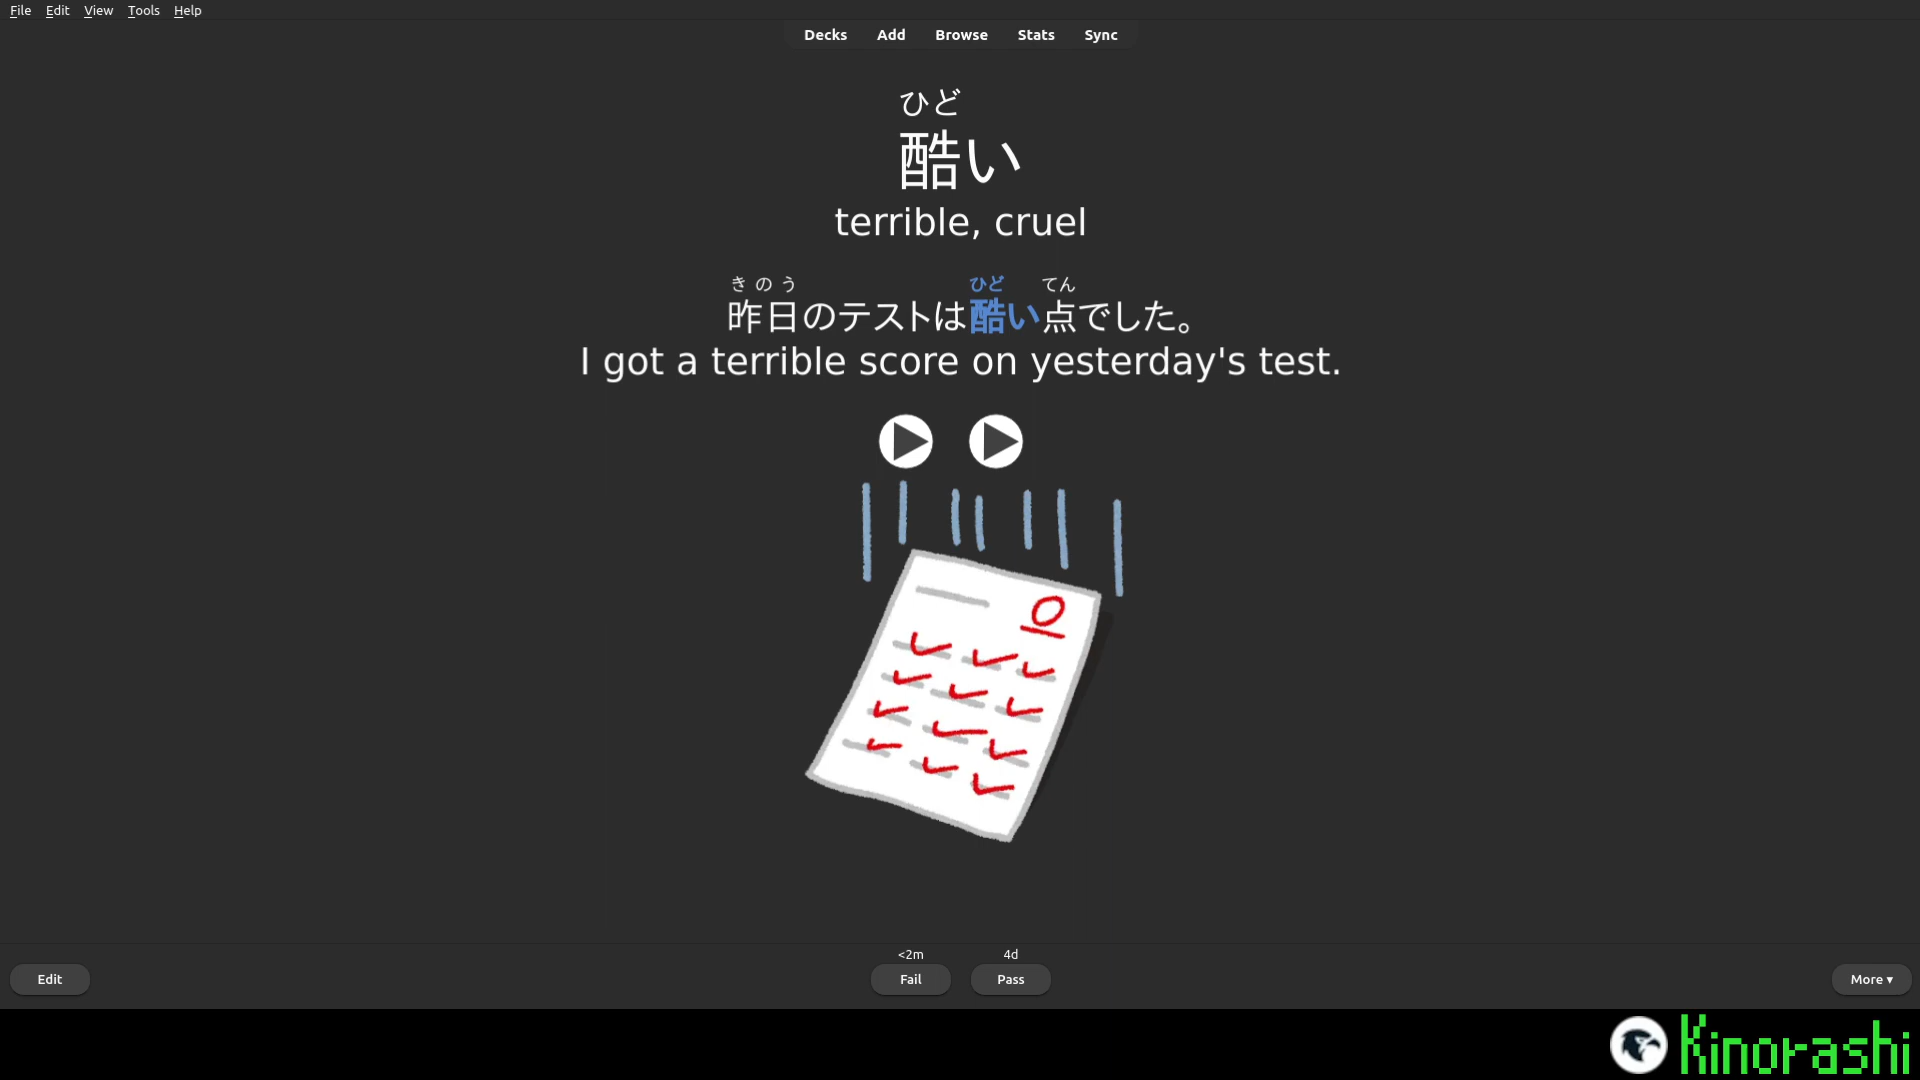 File Edit View Tools Help
Decks Add Browse Stats Sync
ひど
酷い
terrible, cruel
きのう ひど てん
昨日のテストは酷い点でした。
I got a terrible score on yesterday's test.
0
<2m 4d
Edit Fail Pass More ▾
Kinorashi